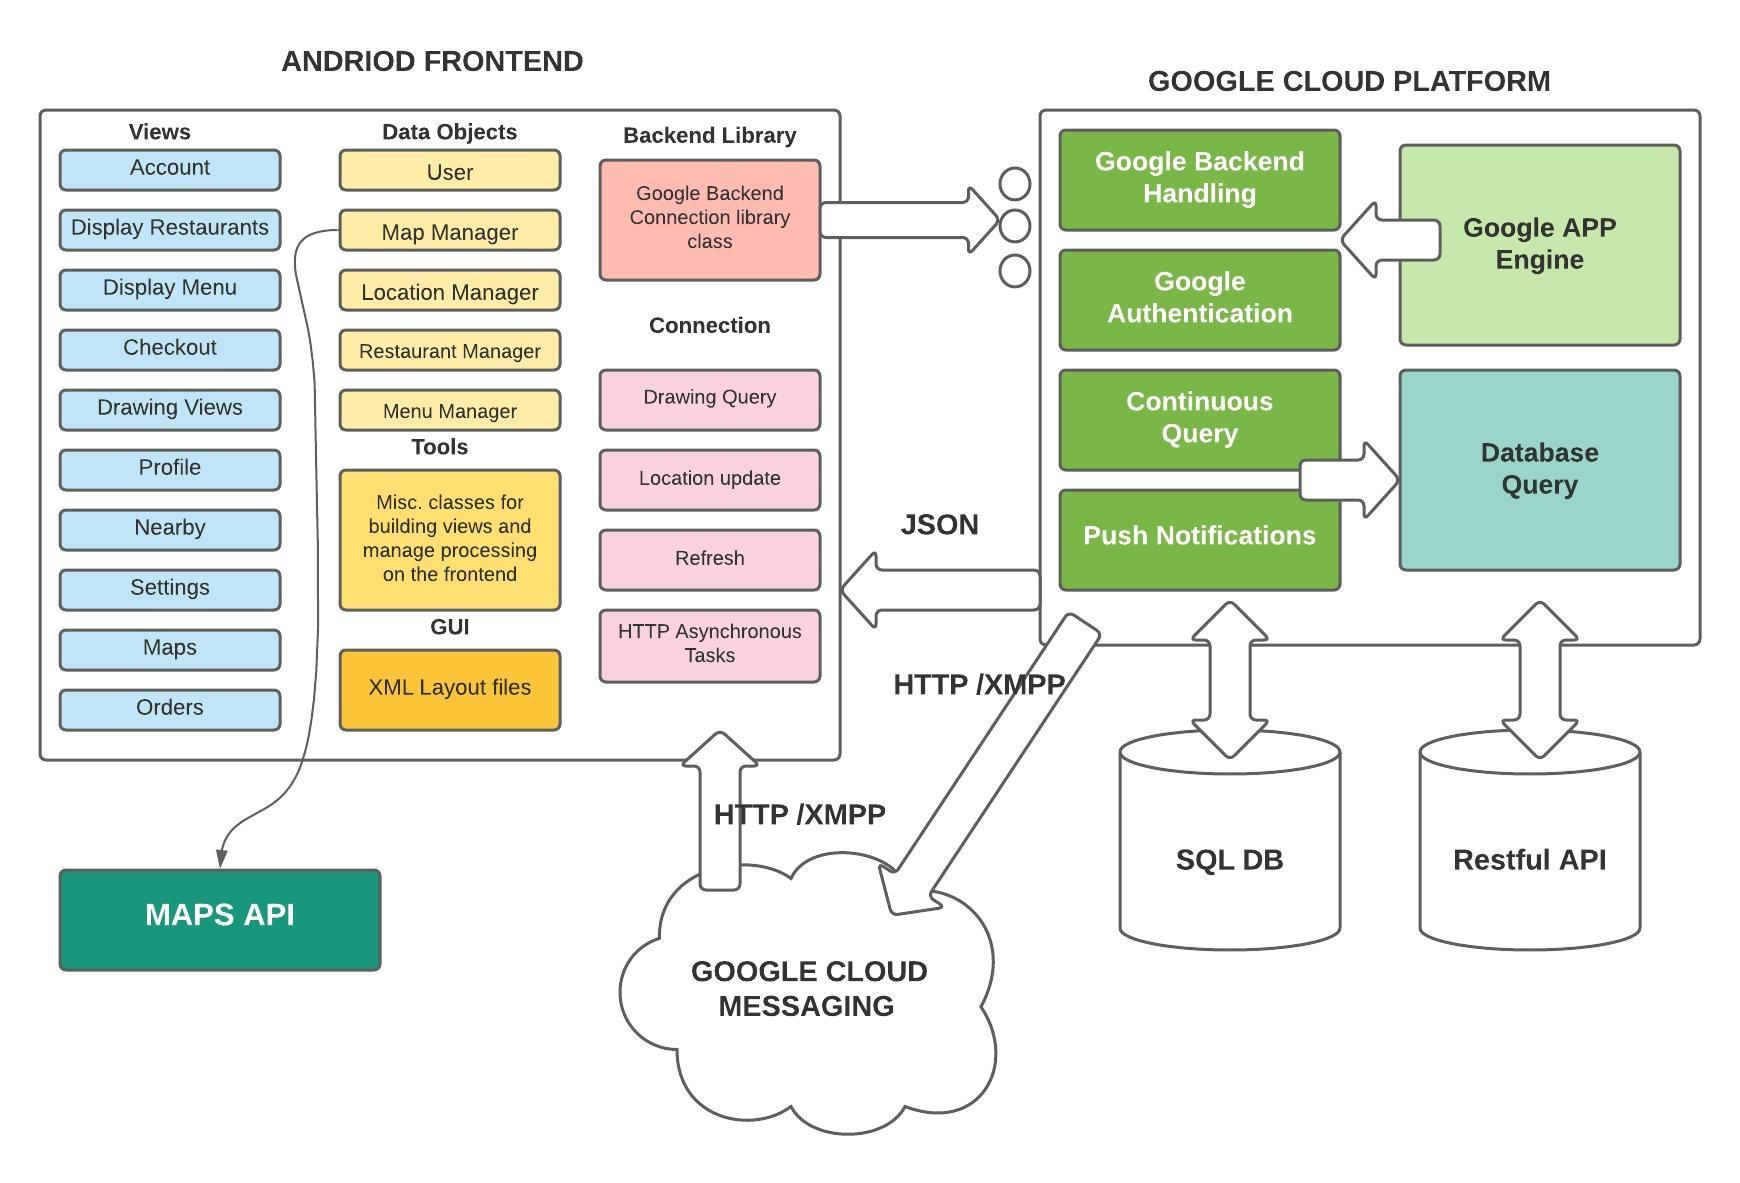 ANDRIOD FRONTEND
Views
Account
Display Restaurants
Display Menu
Checkout
Drawing Views
Profile
Nearby
Settings
Maps
Orders
Data Objects
User
Map Manager
Location Manager
Restaurant Manager
Menu Manager
Tools
Misc. classes for
building views and
manage processing
on the frontend
GUI
XML Layout files
Backend Library
Google Backend
Connection library
class
Connection
Drawing Query
Location update
Refresh
HTTP Asynchronous
Tasks
GOOGLE CLOUD PLATFORM
Google Backend
Handling
Google
Authentication
Continuous
Query
Push Notifications
Google APP
Engine
Database
Query
JSON
HTTP /XMPP
HTTP /XMPP
MAPS API
GOOGLE CLOUD
MESSAGING
SQL DB
Restful API